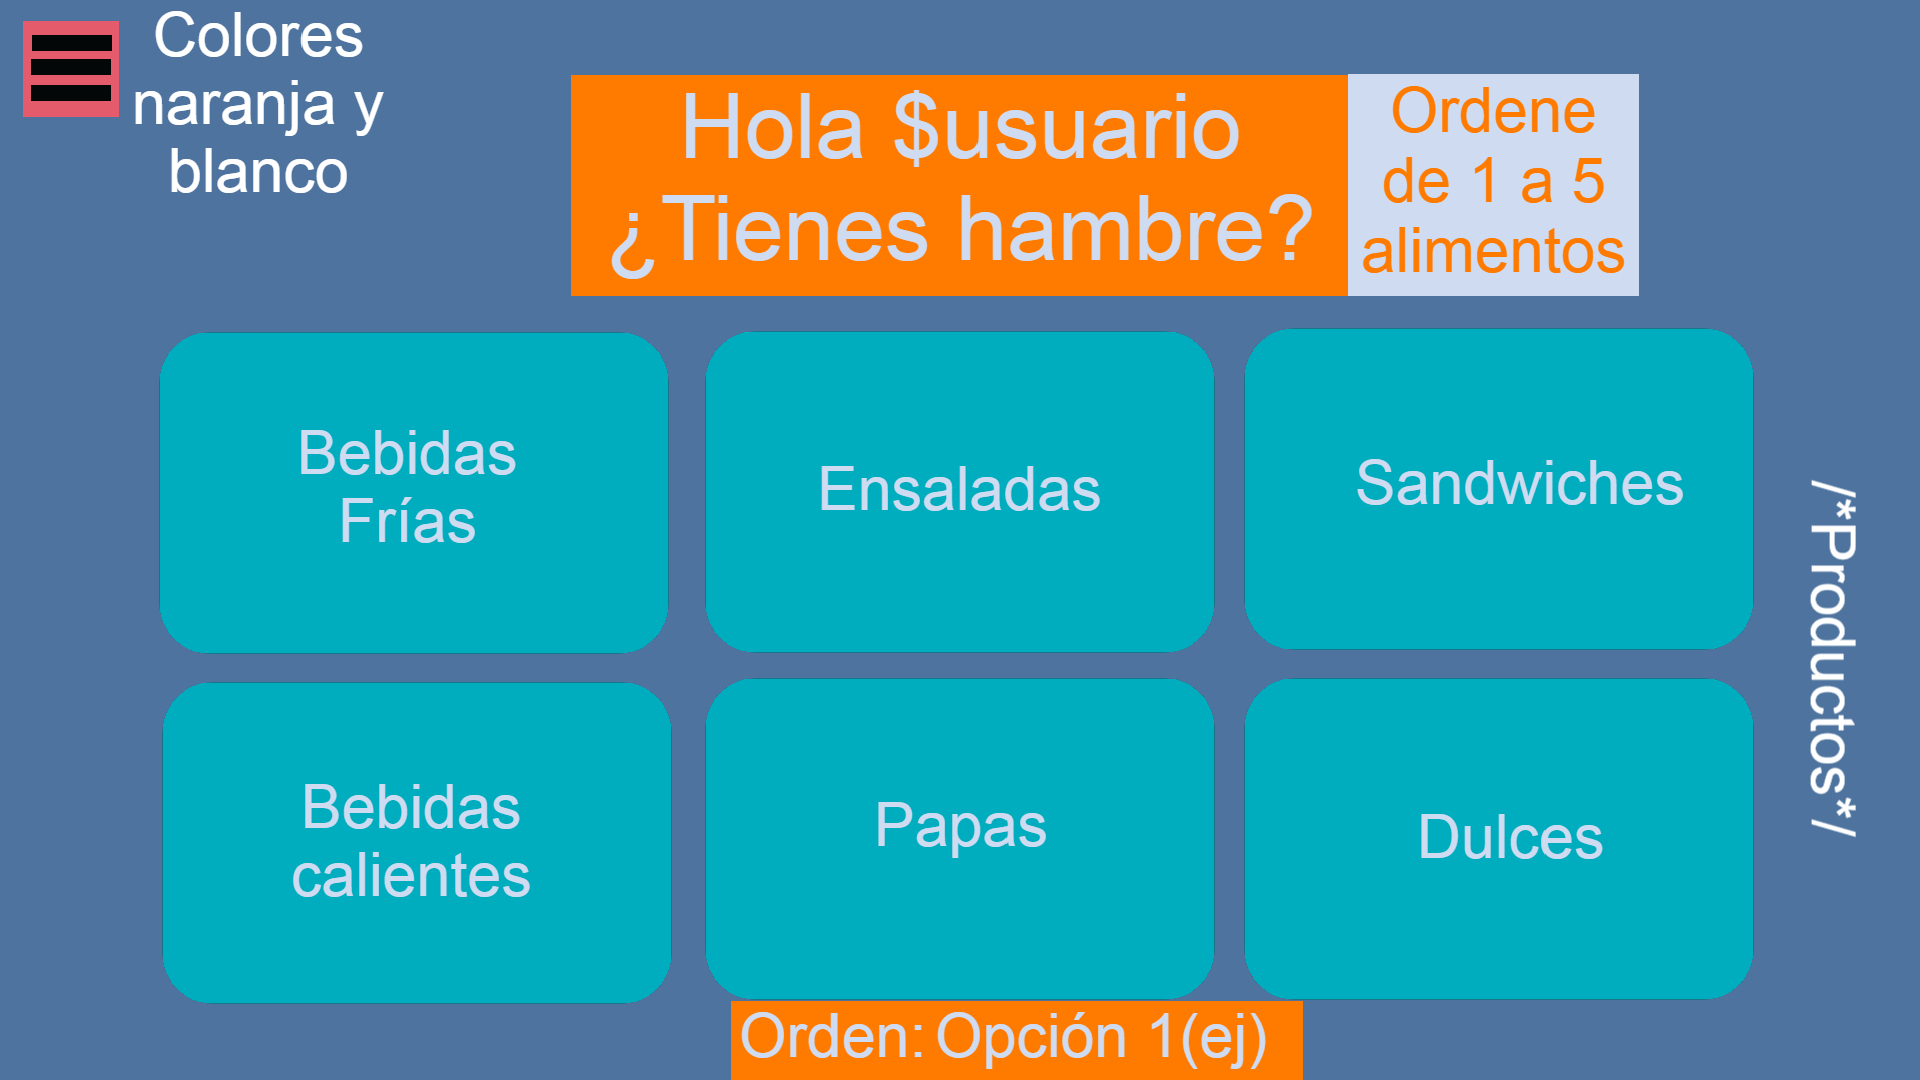 Colores
naranja y
blanco
Hola $usuario
¿Tienes hambre?
Ordene
de 1 a 5
alimentos
Bebidas
Frías
Ensaladas
Sandwiches
Bebidas
calientes
Papas
Dulces
/*Productos*/
Orden: Opción 1(ej)